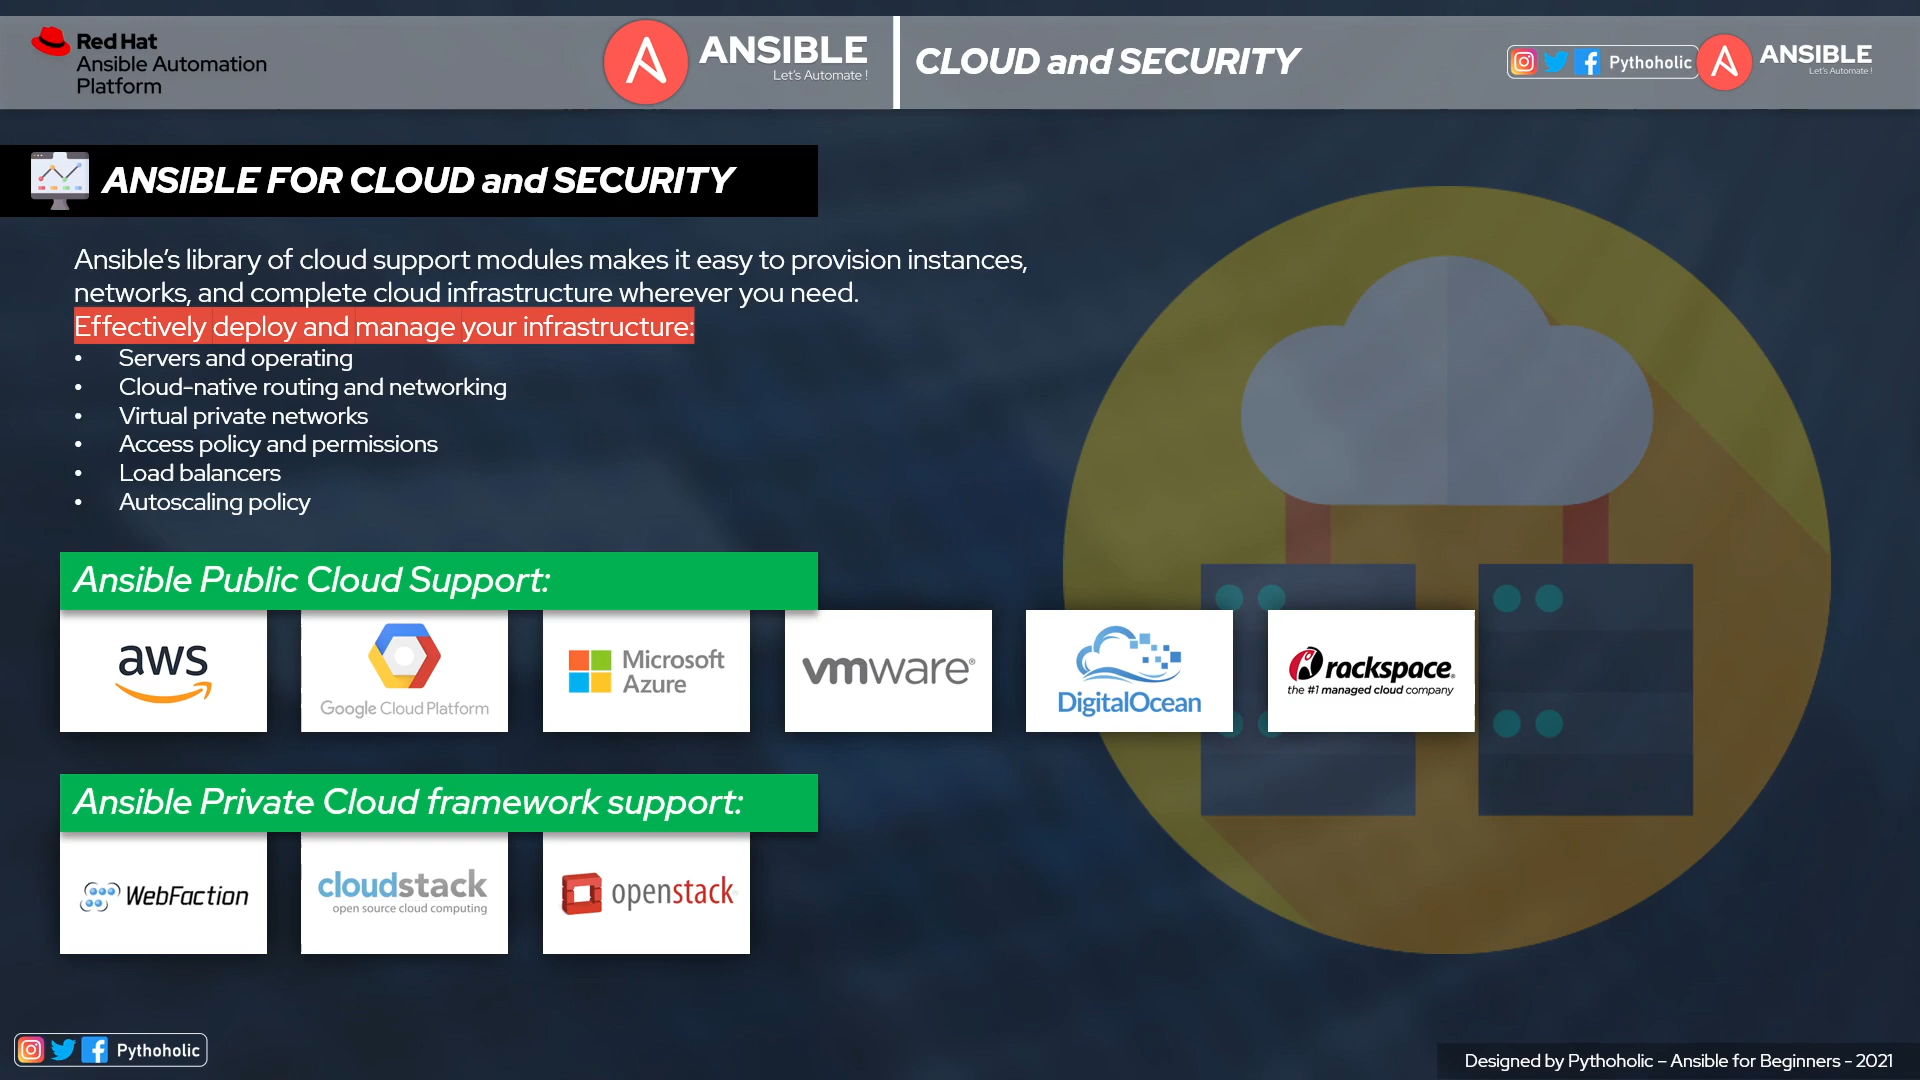 Red Hat
Ansible Automation
Platform
ANSIBLE
Let's Automate !
CLOUD and SECURITY
Pythoholic
ANSIBLE
Let's Automate !
ANSIBLE FOR CLOUD and SECURITY
Ansible's library of cloud support modules makes it easy to provision instances,
networks, and complete cloud infrastructure wherever you need.
Effectively deploy and manage your infrastructure:
• Servers and operating
• Cloud-native routing and networking
• Virtual private networks
• Access policy and permissions
• Load balancers
• Autoscaling policy
Ansible Public Cloud Support:
aws
Google Cloud Platform
Microsoft
Azure
vmware®
DigitalOcean
rackspace®
the #1 managed cloud company
Ansible Private Cloud framework support:
WebFaction
cloudstack
open source cloud computing
openstack
Pythoholic
Designed by Pythoholic – Ansible for Beginners - 2021